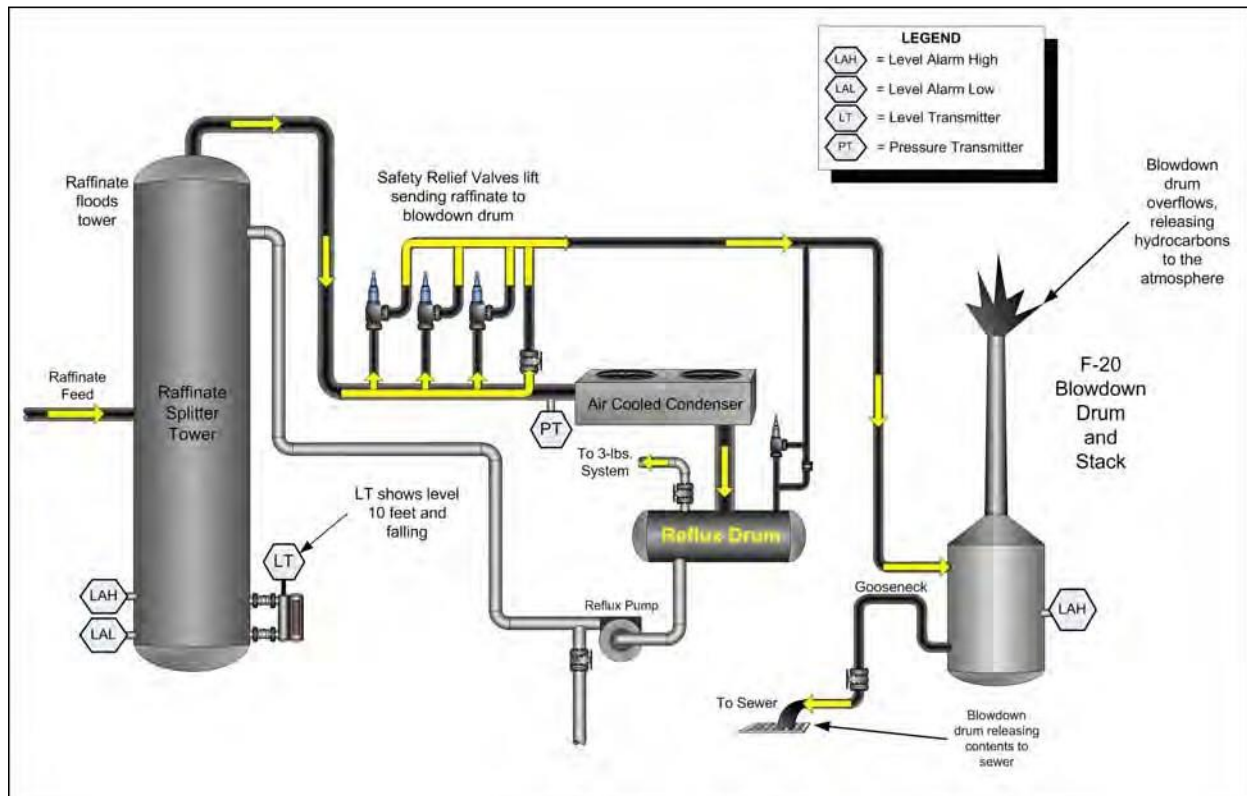 LEGEND
LAH = Level Alarm High
LAL = Level Alarm Low
LT = Level Transmitter
PT = Pressure Transmitter
Raffinate
floods
tower
Safety Relief Valves lift
sending raffinate to
blowdown drum
Blowdown
drum
overflows,
releasing
hydrocarbons
to the
atmosphere
F-20
Blowdown
Drum
and
Stack
Raffinate
Feed
Raffinate
Splitter
Tower
PT
Air Cooled Condenser
To 3-lbs.
System
LT shows level
10 feet and
falling
LT
Reflux Drum
LAH
LAL
Reflux Pump
Gooseneck
LAH
To Sewer
Blowdown
drum releasing
contents to
sewer